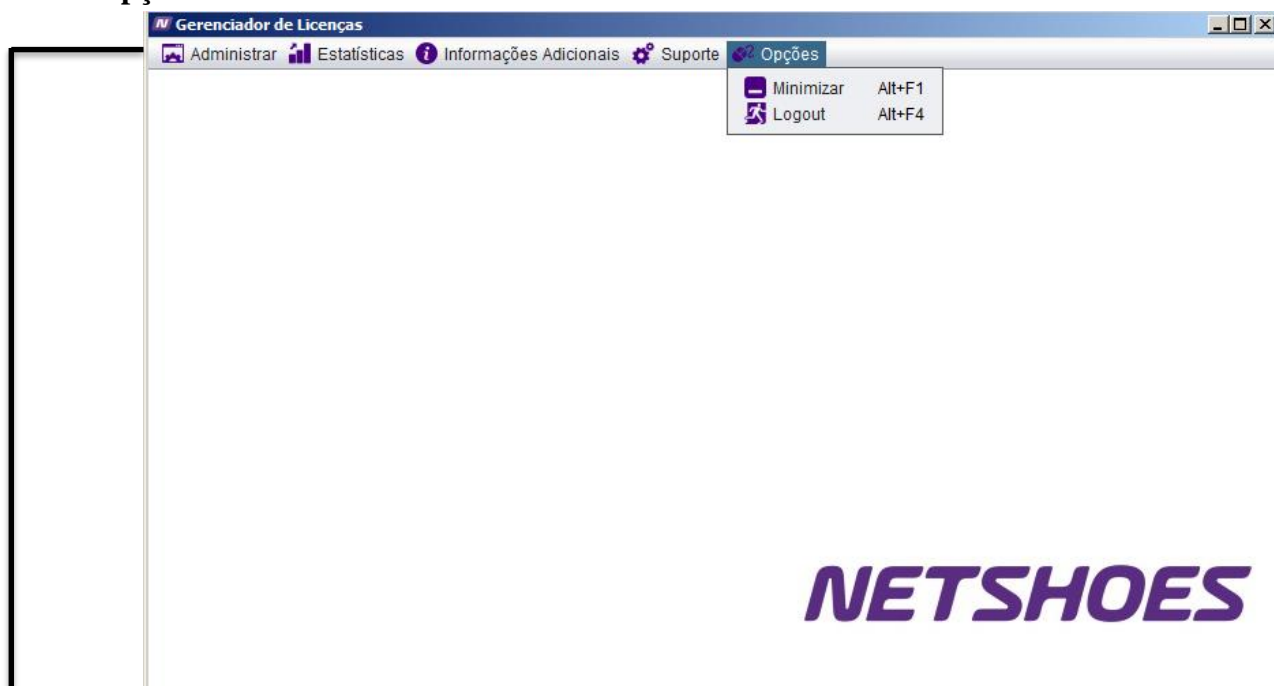 Gerenciador de Licenças
Administrar Estatísticas Informações Adicionais Suporte Opções
Minimizar Alt+F1
Logout Alt+F4
NETSHOES